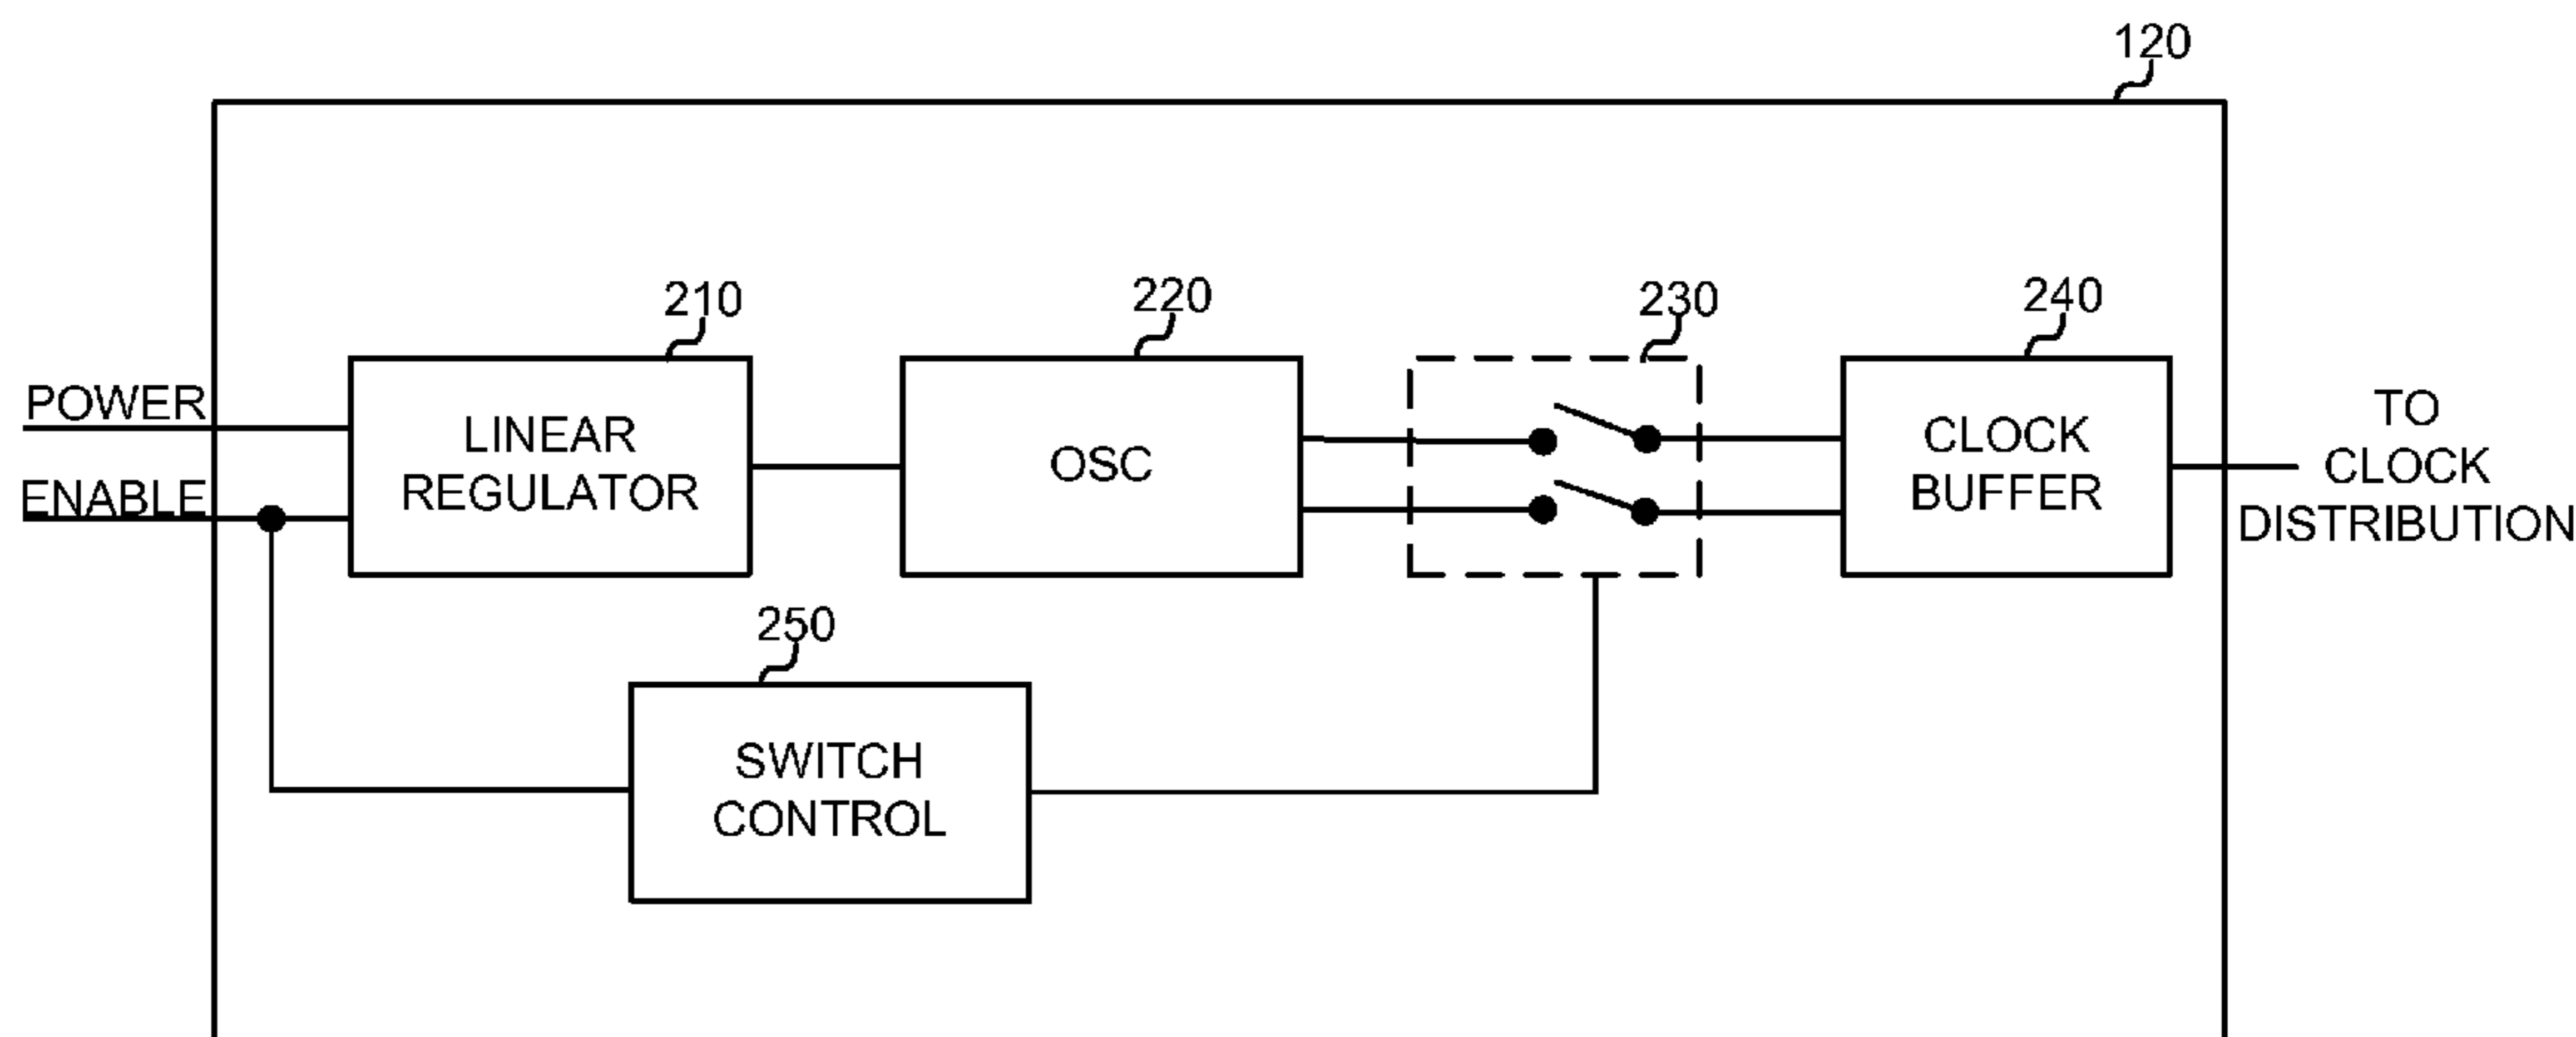 120
210
220
230
240
POWER
LINEAR
REGULATOR
OSC
CLOCK
BUFFER
TO
CLOCK
DISTRIBUTION
ENABLE
250
SWITCH
CONTROL